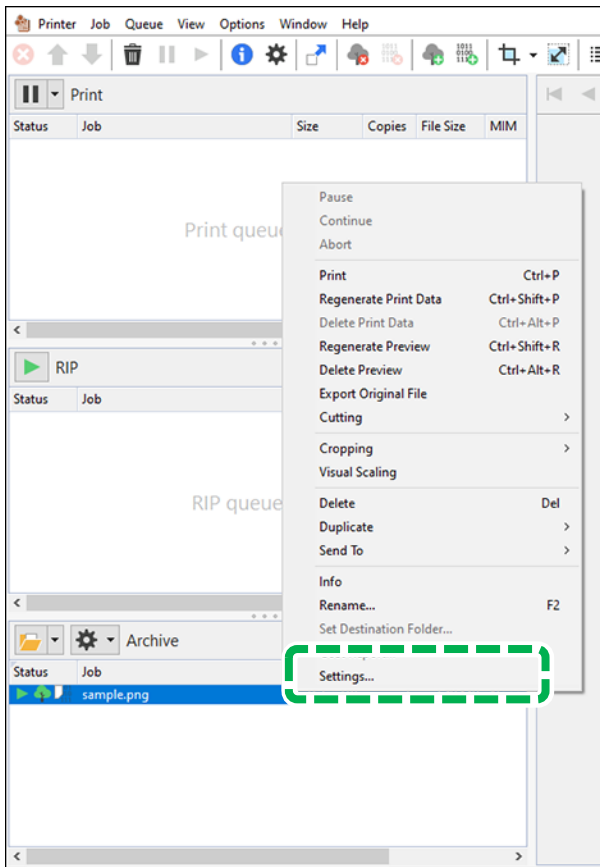 Printer Job Queue View Options Window Help
Print
Status Job Size Copies File Size MIM
Print queu
Pause
Continue
Abort
Print Ctrl+P
Regenerate Print Data Ctrl+Shift+P
Delete Print Data Ctrl+Alt+P
Regenerate Preview Ctrl+Shift+R
Delete Preview Ctrl+Alt+R
Export Original File
Cutting
Cropping
Visual Scaling
Delete Del
Duplicate
Send To
Info
Rename... F2
Set Destination Folder...
Settings...
RIP
Status Job
RIP queue
Archive
Status Job
sample.png